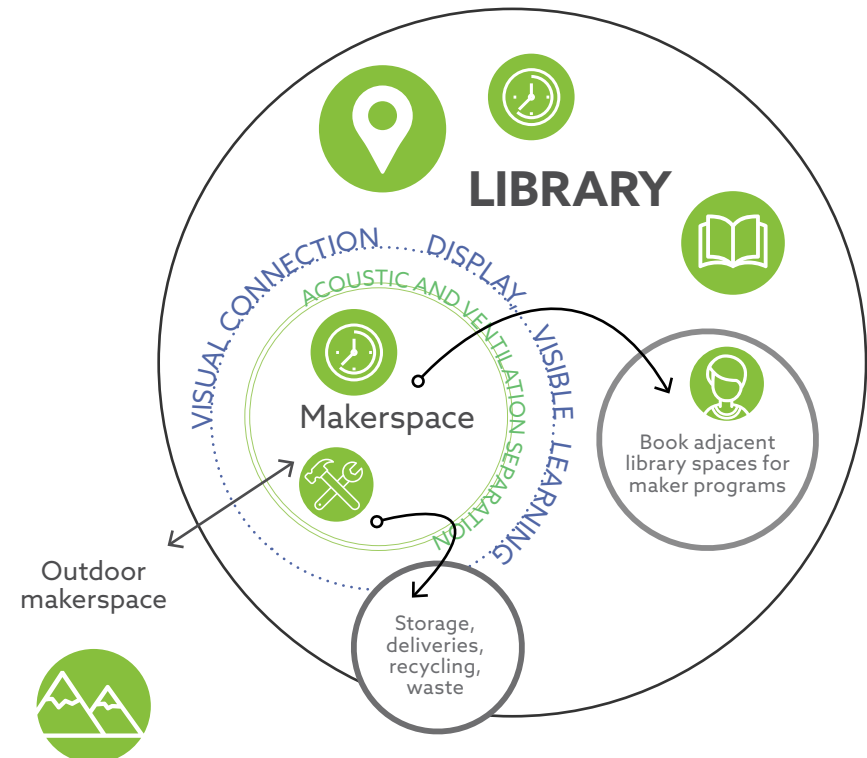 LIBRARY
VISUAL CONNECTION
DISPLAY,
VISIBLE LEARNING
ACOUSTIC AND VENTILATION SEPARATION
Makerspace
Book adjacent
library spaces for
maker programs
Outdoor
makerspace
Storage,
deliveries,
recycling,
waste